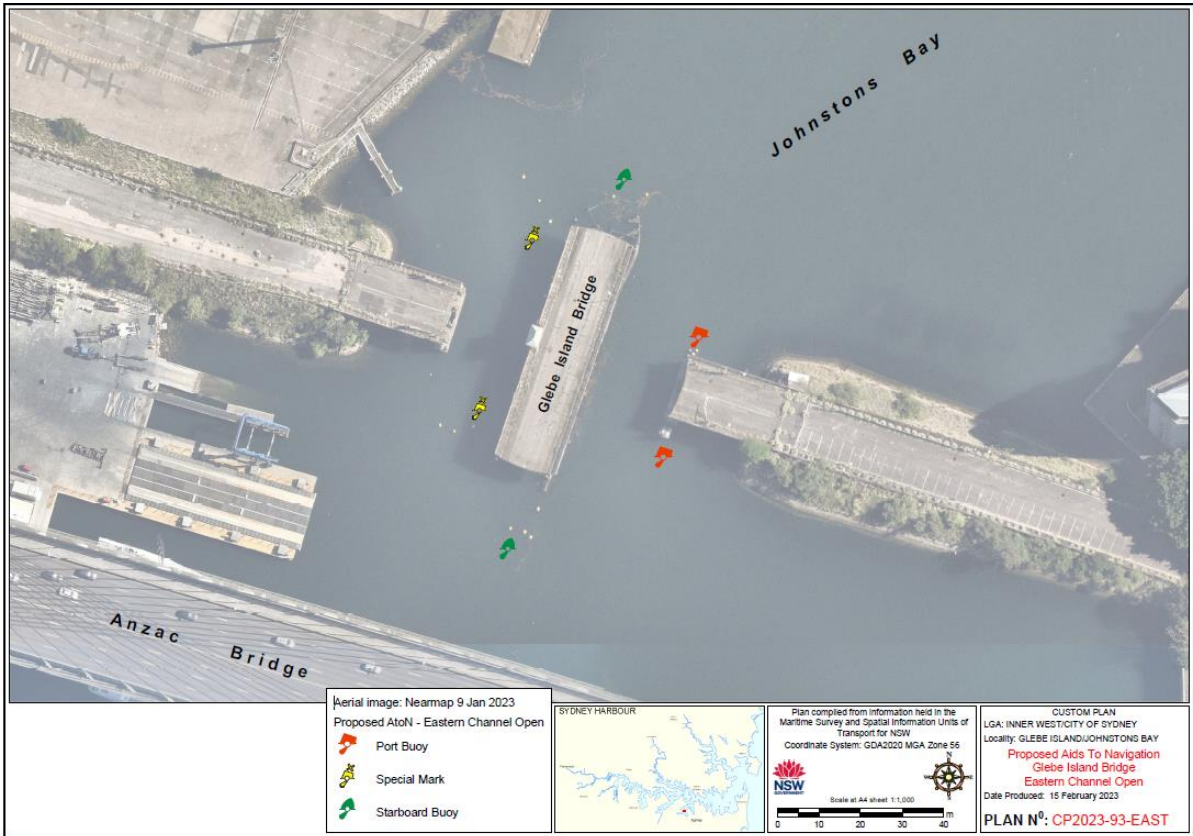 Johnstons Bay
Glebe Island Bridge
Anzac Bridge
Aerial image: Nearmap 9 Jan 2023
Proposed AtoN - Eastern Channel Open
Port Buoy
Special Mark
Starboard Buoy
SYDNEY HARBOUR
Plan compiled from information held in the
Maritime Survey and Spatial Information Units of
Transport for NSW
Coordinate System: GDA2020 MGA Zone 56
N
NSW
GOVERNMENT
Scale at A4 sheet 1:1,000
m
0 5 10 20 30 40
CUSTOM PLAN
LGA: INNER WEST/CITY OF SYDNEY
Locality: GLEBE ISLAND/JOHNSTONS BAY
Proposed Aids To Navigation
Glebe Island Bridge
Eastern Channel Open
Date Produced: 15 February 2023
PLAN Nº: CP2023-93-EAST